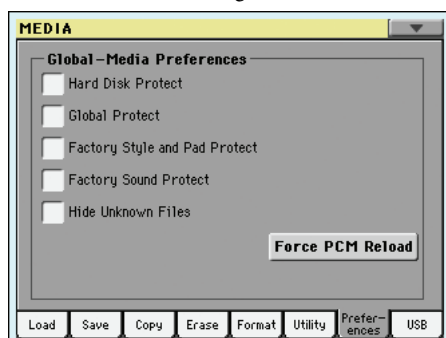 MEDIA
Global-Media Preferences
Hard Disk Protect
Global Protect
Factory Style and Pad Protect
Factory Sound Protect
Hide Unknown Files
Force PCM Reload
Load Save Copy Erase Format Utility Prefer-ences USB